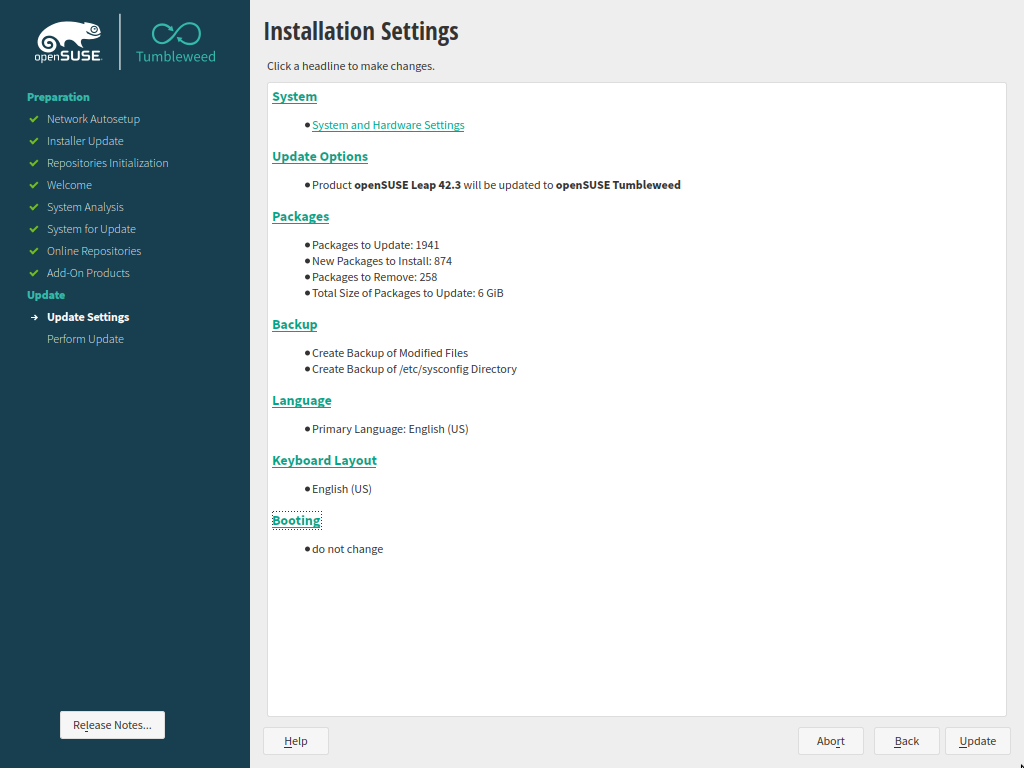 openSUSE
Tumbleweed
Preparation
Network Autosetup
Installer Update
Repositories Initialization
Welcome
System Analysis
System for Update
Online Repositories
Add-On Products
Update
Update Settings
Perform Update
Release Notes...
Installation Settings
Click a headline to make changes.
System
System and Hardware Settings
Update Options
Product openSUSE Leap 42.3 will be updated to openSUSE Tumbleweed
Packages
Packages to Update: 1941
New Packages to Install: 874
Packages to Remove: 258
Total Size of Packages to Update: 6 GiB
Backup
Create Backup of Modified Files
Create Backup of /etc/sysconfig Directory
Language
Primary Language: English (US)
Keyboard Layout
English (US)
Booting
do not change
Help
Abort
Back
Update